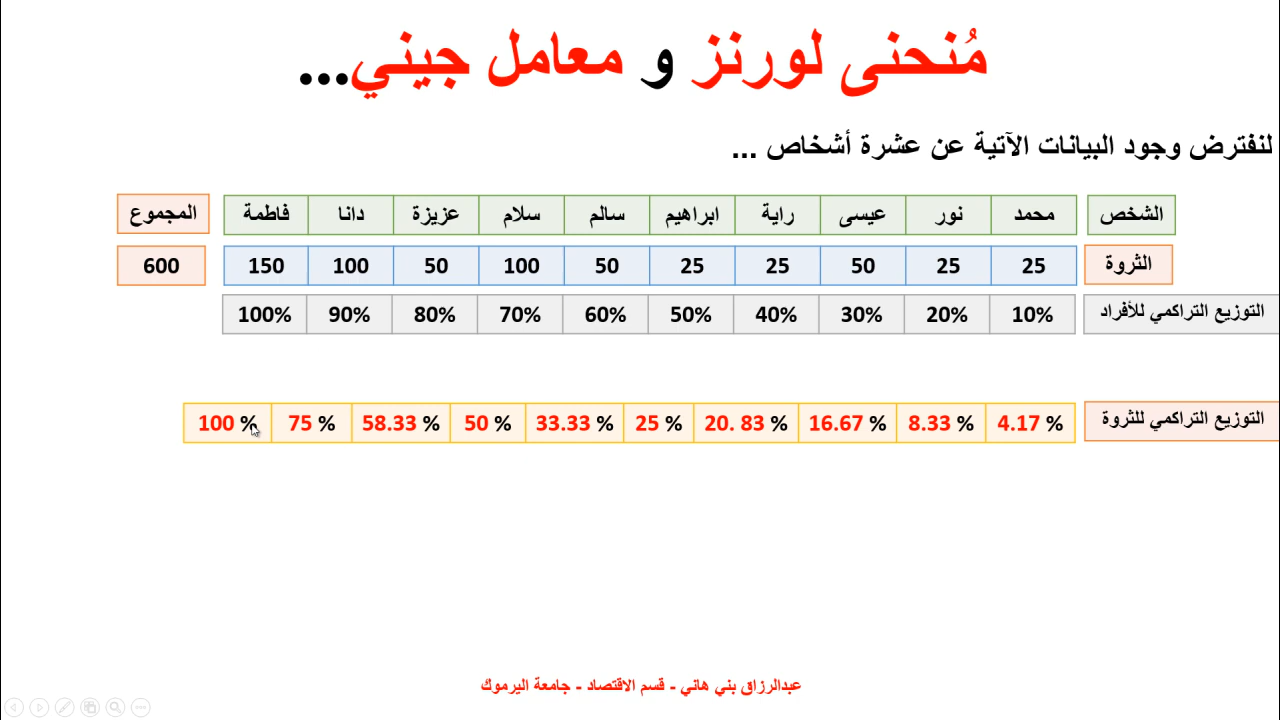 مُنحنى لورنز و معامل جيني...
لنفترض وجود البيانات الآتية عن عشرة أشخاص ...
الشخص محمد نور عيسى راية ابراهيم سالم سلام عزيزة دانا فاطمة المجموع
الثروة 25 25 50 25 25 50 100 50 100 150 600
التوزيع التراكمي للأفراد 10% 20% 30% 40% 50% 60% 70% 80% 90% 100%
التوزيع التراكمي للثروة 4.17 % 8.33 % 16.67 % 20. 83 % 25 % 33.33 % 50 % 58.33 % 75 % 100 %
عبدالرزاق بني هاني - قسم الاقتصاد - جامعة اليرموك